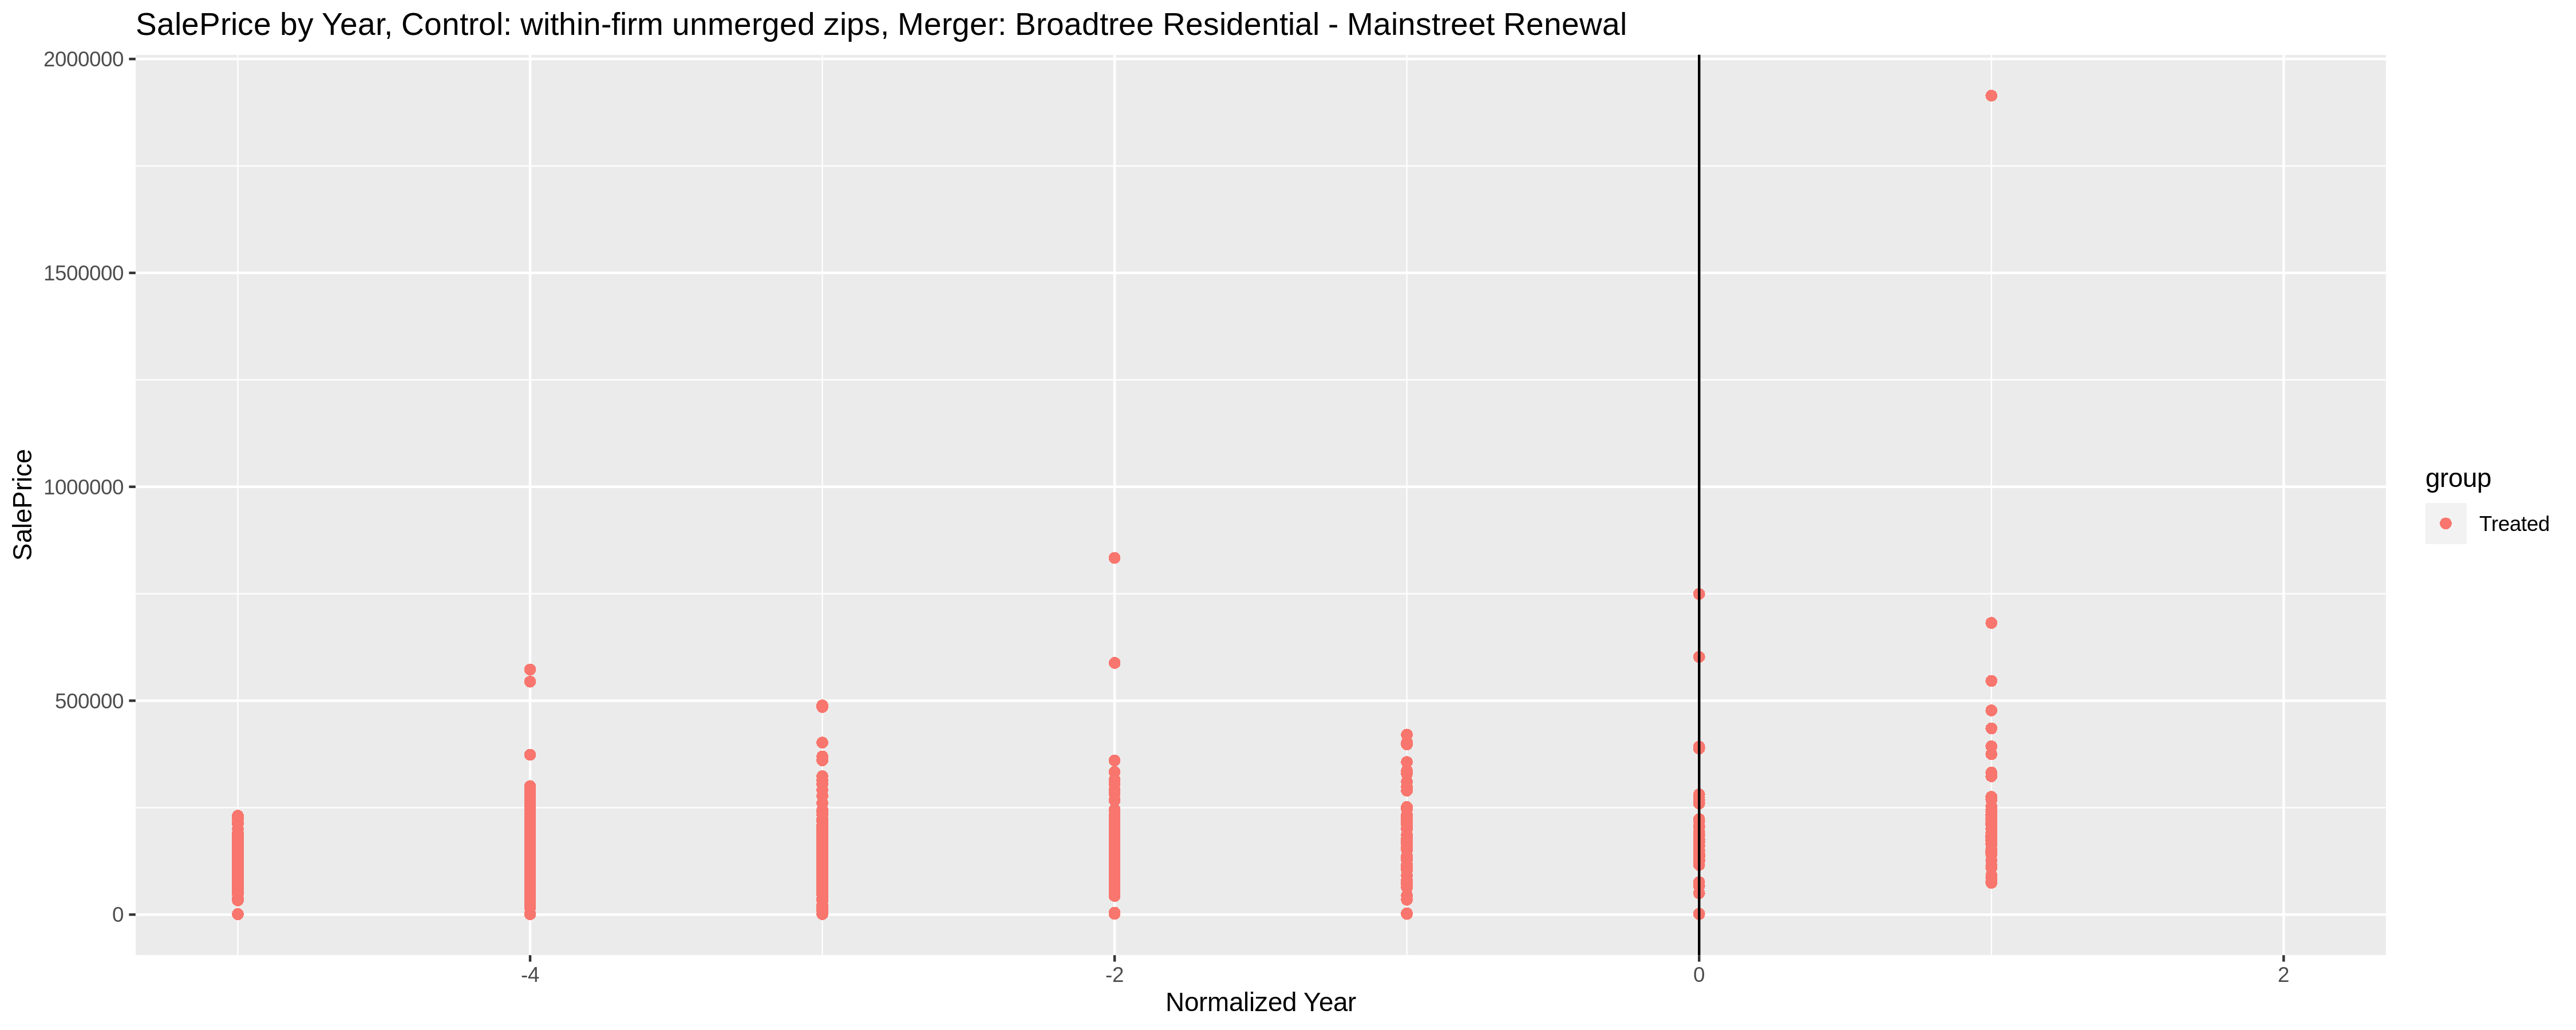 SalePrice by Year, Control: within-firm unmerged zips, Merger: Broadtree Residential - Mainstreet Renewal
2000000
1500000
1000000
500000
0
SalePrice
-4
-2
0
2
Normalized Year
group
Treated